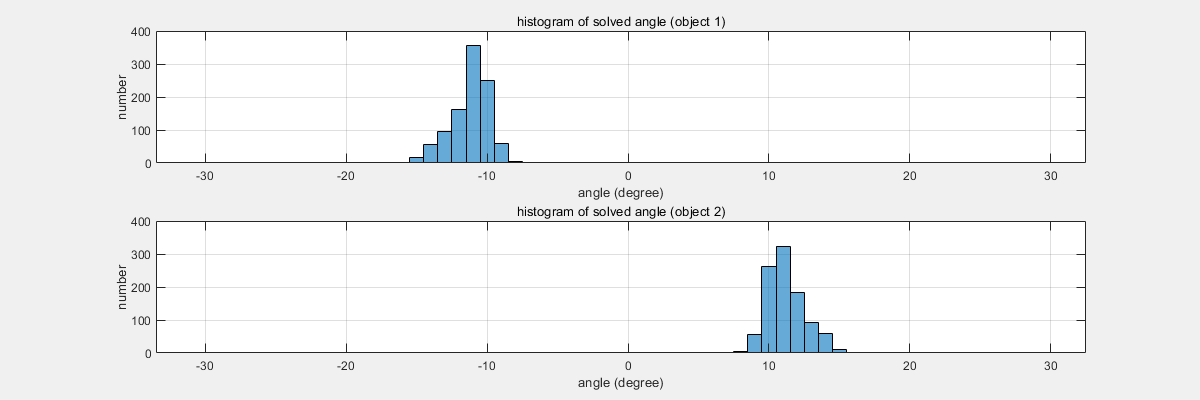 histogram of solved angle (object 1)
400
300
200
100
0
number
-30 -20 -10 0 10 20 30
angle (degree)
histogram of solved angle (object 2)
400
300
200
100
0
number
-30 -20 -10 0 10 20 30
angle (degree)